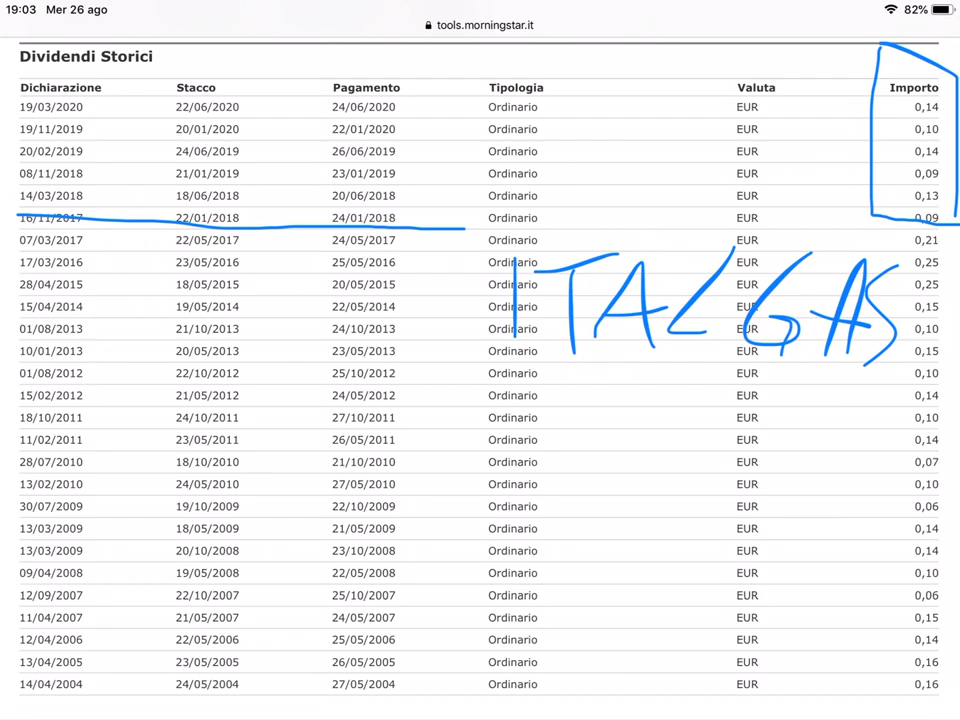 19:03 Mer 26 ago 82%
tools.morningstar.it
Dividendi Storici
Dichiarazione Stacco Pagamento Tipologia Valuta Importo
19/03/2020 22/06/2020 24/06/2020 Ordinario EUR 0,14
19/11/2019 20/01/2020 22/01/2020 Ordinario EUR 0,10
20/02/2019 24/06/2019 26/06/2019 Ordinario EUR 0,14
08/11/2018 21/01/2019 23/01/2019 Ordinario EUR 0,09
14/03/2018 18/06/2018 20/06/2018 Ordinario EUR 0,13
16/11/2017 22/01/2018 24/01/2018 Ordinario EUR 0,09
07/03/2017 22/05/2017 24/05/2017 Ordinario EUR 0,21
17/03/2016 23/05/2016 25/05/2016 Ordinario EUR 0,25
28/04/2015 18/05/2015 20/05/2015 Ordinario EUR 0,25
15/04/2014 19/05/2014 22/05/2014 Ordinario EUR 0,15
ITALGAS
01/08/2013 21/10/2013 24/10/2013 Ordinario EUR 0,10
10/01/2013 20/05/2013 23/05/2013 Ordinario EUR 0,15
01/08/2012 22/10/2012 25/10/2012 Ordinario EUR 0,10
15/02/2012 21/05/2012 24/05/2012 Ordinario EUR 0,14
18/10/2011 24/10/2011 27/10/2011 Ordinario EUR 0,10
11/02/2011 23/05/2011 26/05/2011 Ordinario EUR 0,14
28/07/2010 18/10/2010 21/10/2010 Ordinario EUR 0,07
13/02/2010 24/05/2010 27/05/2010 Ordinario EUR 0,10
30/07/2009 19/10/2009 22/10/2009 Ordinario EUR 0,06
13/03/2009 18/05/2009 21/05/2009 Ordinario EUR 0,14
13/03/2009 20/10/2008 23/10/2008 Ordinario EUR 0,14
09/04/2008 19/05/2008 22/05/2008 Ordinario EUR 0,10
12/09/2007 22/10/2007 25/10/2007 Ordinario EUR 0,06
11/04/2007 21/05/2007 24/05/2007 Ordinario EUR 0,15
12/04/2006 22/05/2006 25/05/2006 Ordinario EUR 0,14
13/04/2005 23/05/2005 26/05/2005 Ordinario EUR 0,16
14/04/2004 24/05/2004 27/05/2004 Ordinario EUR 0,16